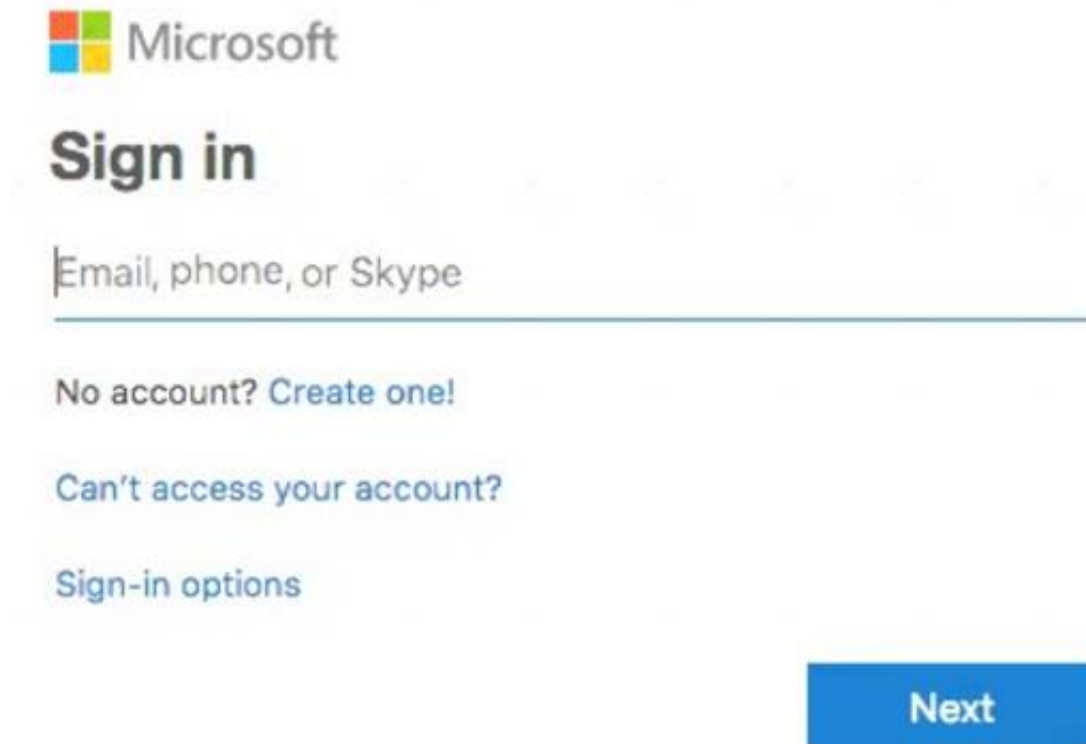 Microsoft
Sign in
Email, phone, or Skype
No account? Create one!
Can't access your account?
Sign-in options
Next